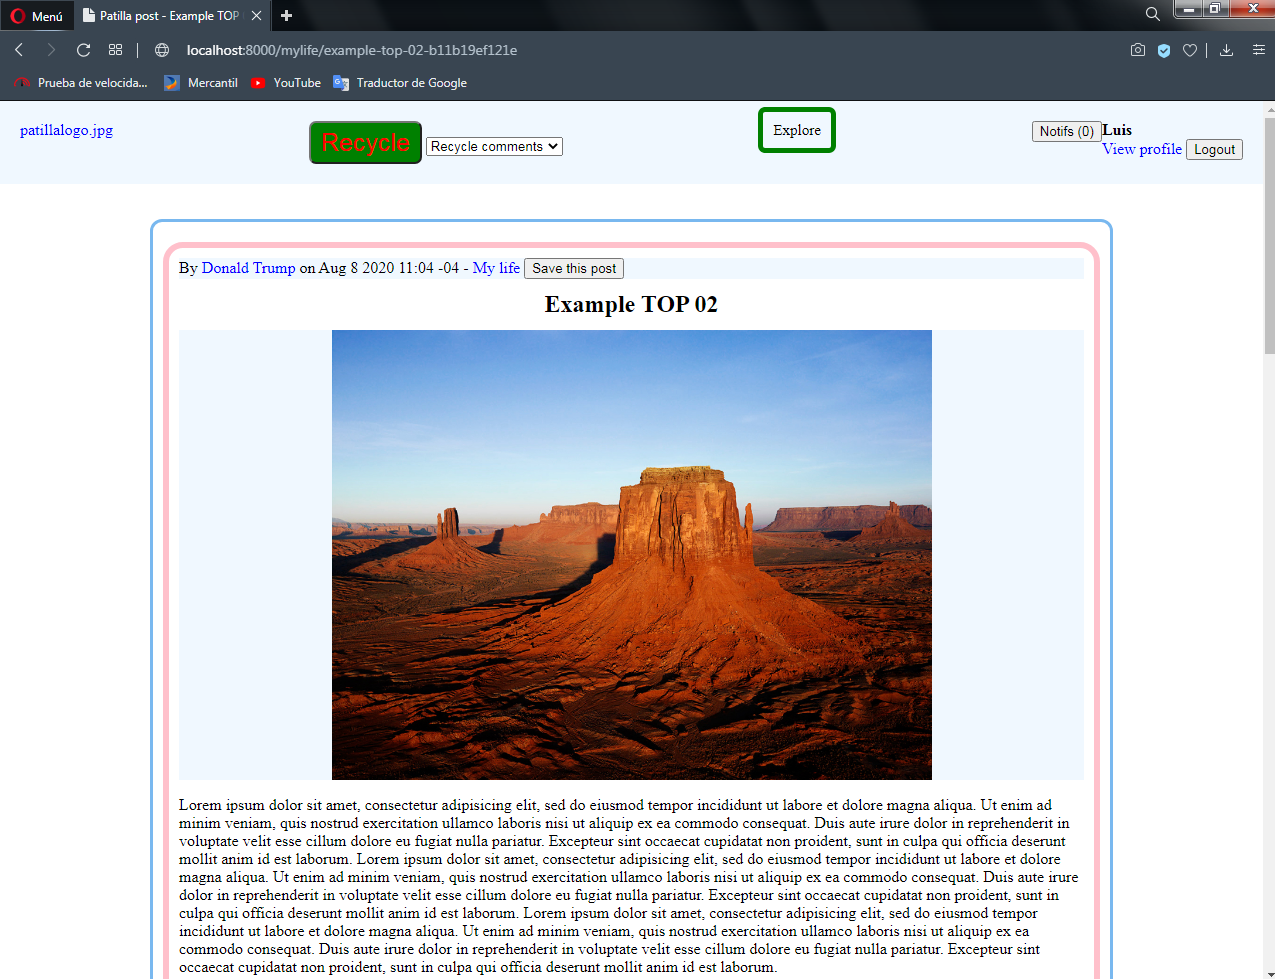 Menú
Patilla post - Example TOP
localhost:8000/mylife/example-top-02-b11b19ef121e
Prueba de velocida... Mercantil YouTube Traductor de Google
patillalogo.jpg
Recycle
Recycle comments
Explore
Notifs (0) Luis
View profile Logout
By Donald Trump on Aug 8 2020 11:04 -04 - My life Save this post
Example TOP 02
Lorem ipsum dolor sit amet, consectetur adipisicing elit, sed do eiusmod tempor incididunt ut labore et dolore magna aliqua. Ut enim ad
minim veniam, quis nostrud exercitation ullamco laboris nisi ut aliquip ex ea commodo consequat. Duis aute irure dolor in reprehenderit in
voluptate velit esse cillum dolore eu fugiat nulla pariatur. Excepteur sint occaecat cupidatat non proident, sunt in culpa qui officia deserunt
mollit anim id est laborum. Lorem ipsum dolor sit amet, consectetur adipisicing elit, sed do eiusmod tempor incididunt ut labore et dolore
magna aliqua. Ut enim ad minim veniam, quis nostrud exercitation ullamco laboris nisi ut aliquip ex ea commodo consequat. Duis aute irure
dolor in reprehenderit in voluptate velit esse cillum dolore eu fugiat nulla pariatur. Excepteur sint occaecat cupidatat non proident, sunt in
culpa qui officia deserunt mollit anim id est laborum. Lorem ipsum dolor sit amet, consectetur adipisicing elit, sed do eiusmod tempor
incididunt ut labore et dolore magna aliqua. Ut enim ad minim veniam, quis nostrud exercitation ullamco laboris nisi ut aliquip ex ea
commodo consequat. Duis aute irure dolor in reprehenderit in voluptate velit esse cillum dolore eu fugiat nulla pariatur. Excepteur sint
occaecat cupidatat non proident, sunt in culpa qui officia deserunt mollit anim id est laborum.